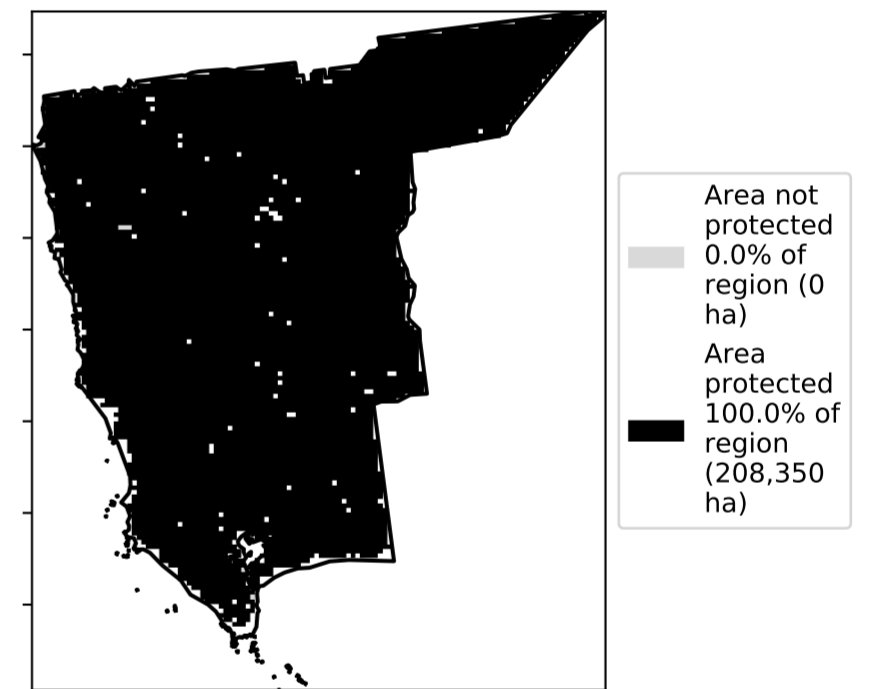 Area not
protected
0.0% of
region (0
ha)
Area
protected
100.0% of
region
(208,350
ha)